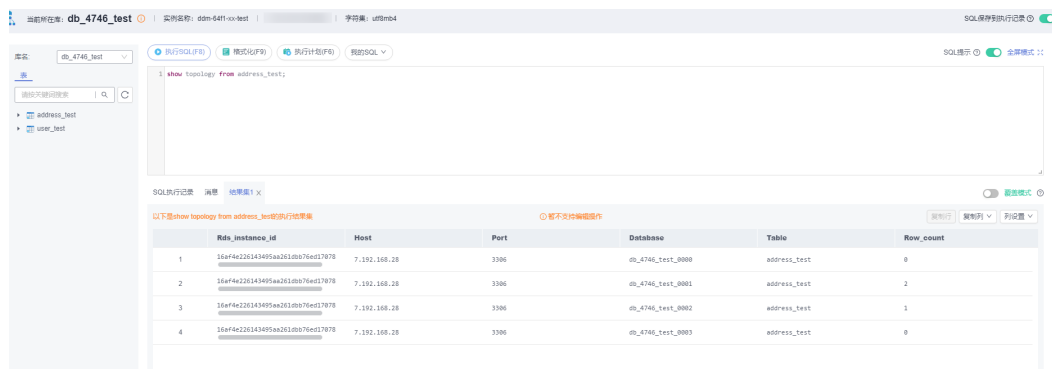 当前所在库: db_4746_test | 实例名称: ddm-64f1-xx-test | | 字符集: utf8mb4 SQL保存到执行记录
库名: db_4746_test 执行SQL(F8) 格式化(F9) 执行计划(F6) 我的SQL SQL提示 全屏模式
表
请按关键词搜索
address_test
user_test
1 show topology from address_test;
SQL执行记录 消息 结果集1 X 覆盖模式
以下是show topology from address_test的执行结果集 暂不支持编辑操作 复制行 复制列 列设置
Rds_instance_id Host Port Database Table Row_count
1 16af4e226143495aa261dbb76ed17078 7.192.168.28 3306 db_4746_test_0000 address_test 0
2 16af4e226143495aa261dbb76ed17078 7.192.168.28 3306 db_4746_test_0001 address_test 2
3 16af4e226143495aa261dbb76ed17078 7.192.168.28 3306 db_4746_test_0002 address_test 1
4 16af4e226143495aa261dbb76ed17078 7.192.168.28 3306 db_4746_test_0003 address_test 0